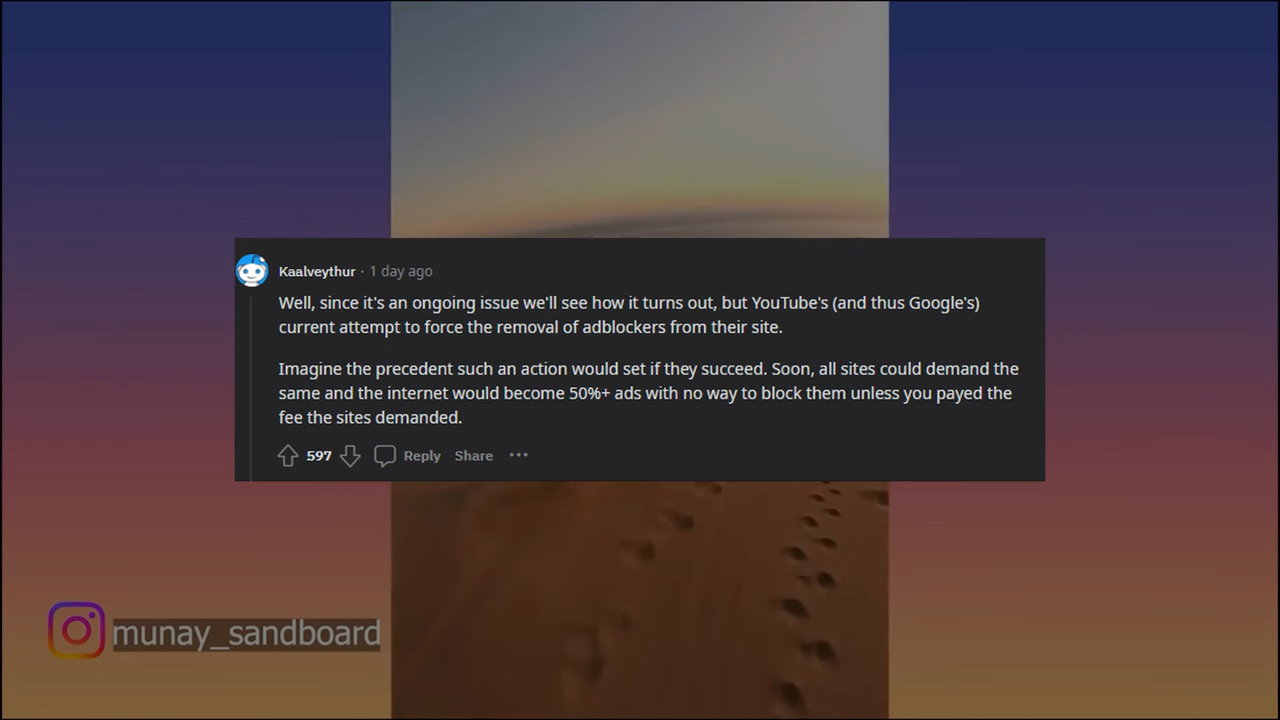 Kaalveythur · 1 day ago
Well, since it's an ongoing issue we'll see how it turns out, but YouTube's (and thus Google's)
current attempt to force the removal of adblockers from their site.
Imagine the precedent such an action would set if they succeed. Soon, all sites could demand the
same and the internet would become 50%+ ads with no way to block them unless you payed the
fee the sites demanded.
597 Reply Share ···
munay_sandboard